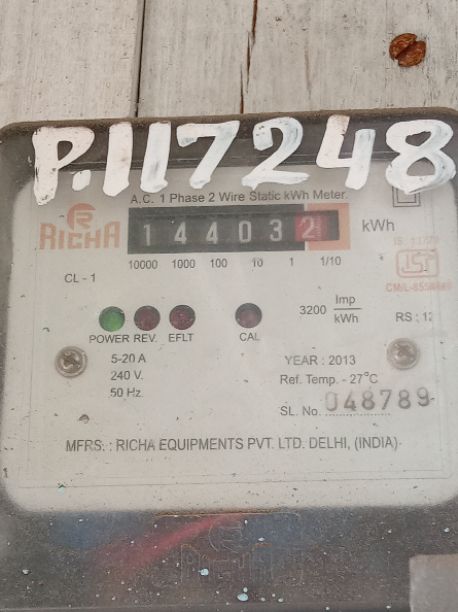 P.117248
A.C. 1 Phase 2 Wire Static kWh Meter.
RICHA
144032 kWh
10000 1000 100 10 1 1/10
CL - 1
3200 Imp/kWh
RS : 12
POWER REV. EFLT CAL
5-20 A
240 V.
50 Hz.
YEAR : 2013
Ref. Temp. - 27°C
SL. No. 048789
MFRS. : RICHA EQUIPMENTS PVT. LTD. DELHI, (INDIA)